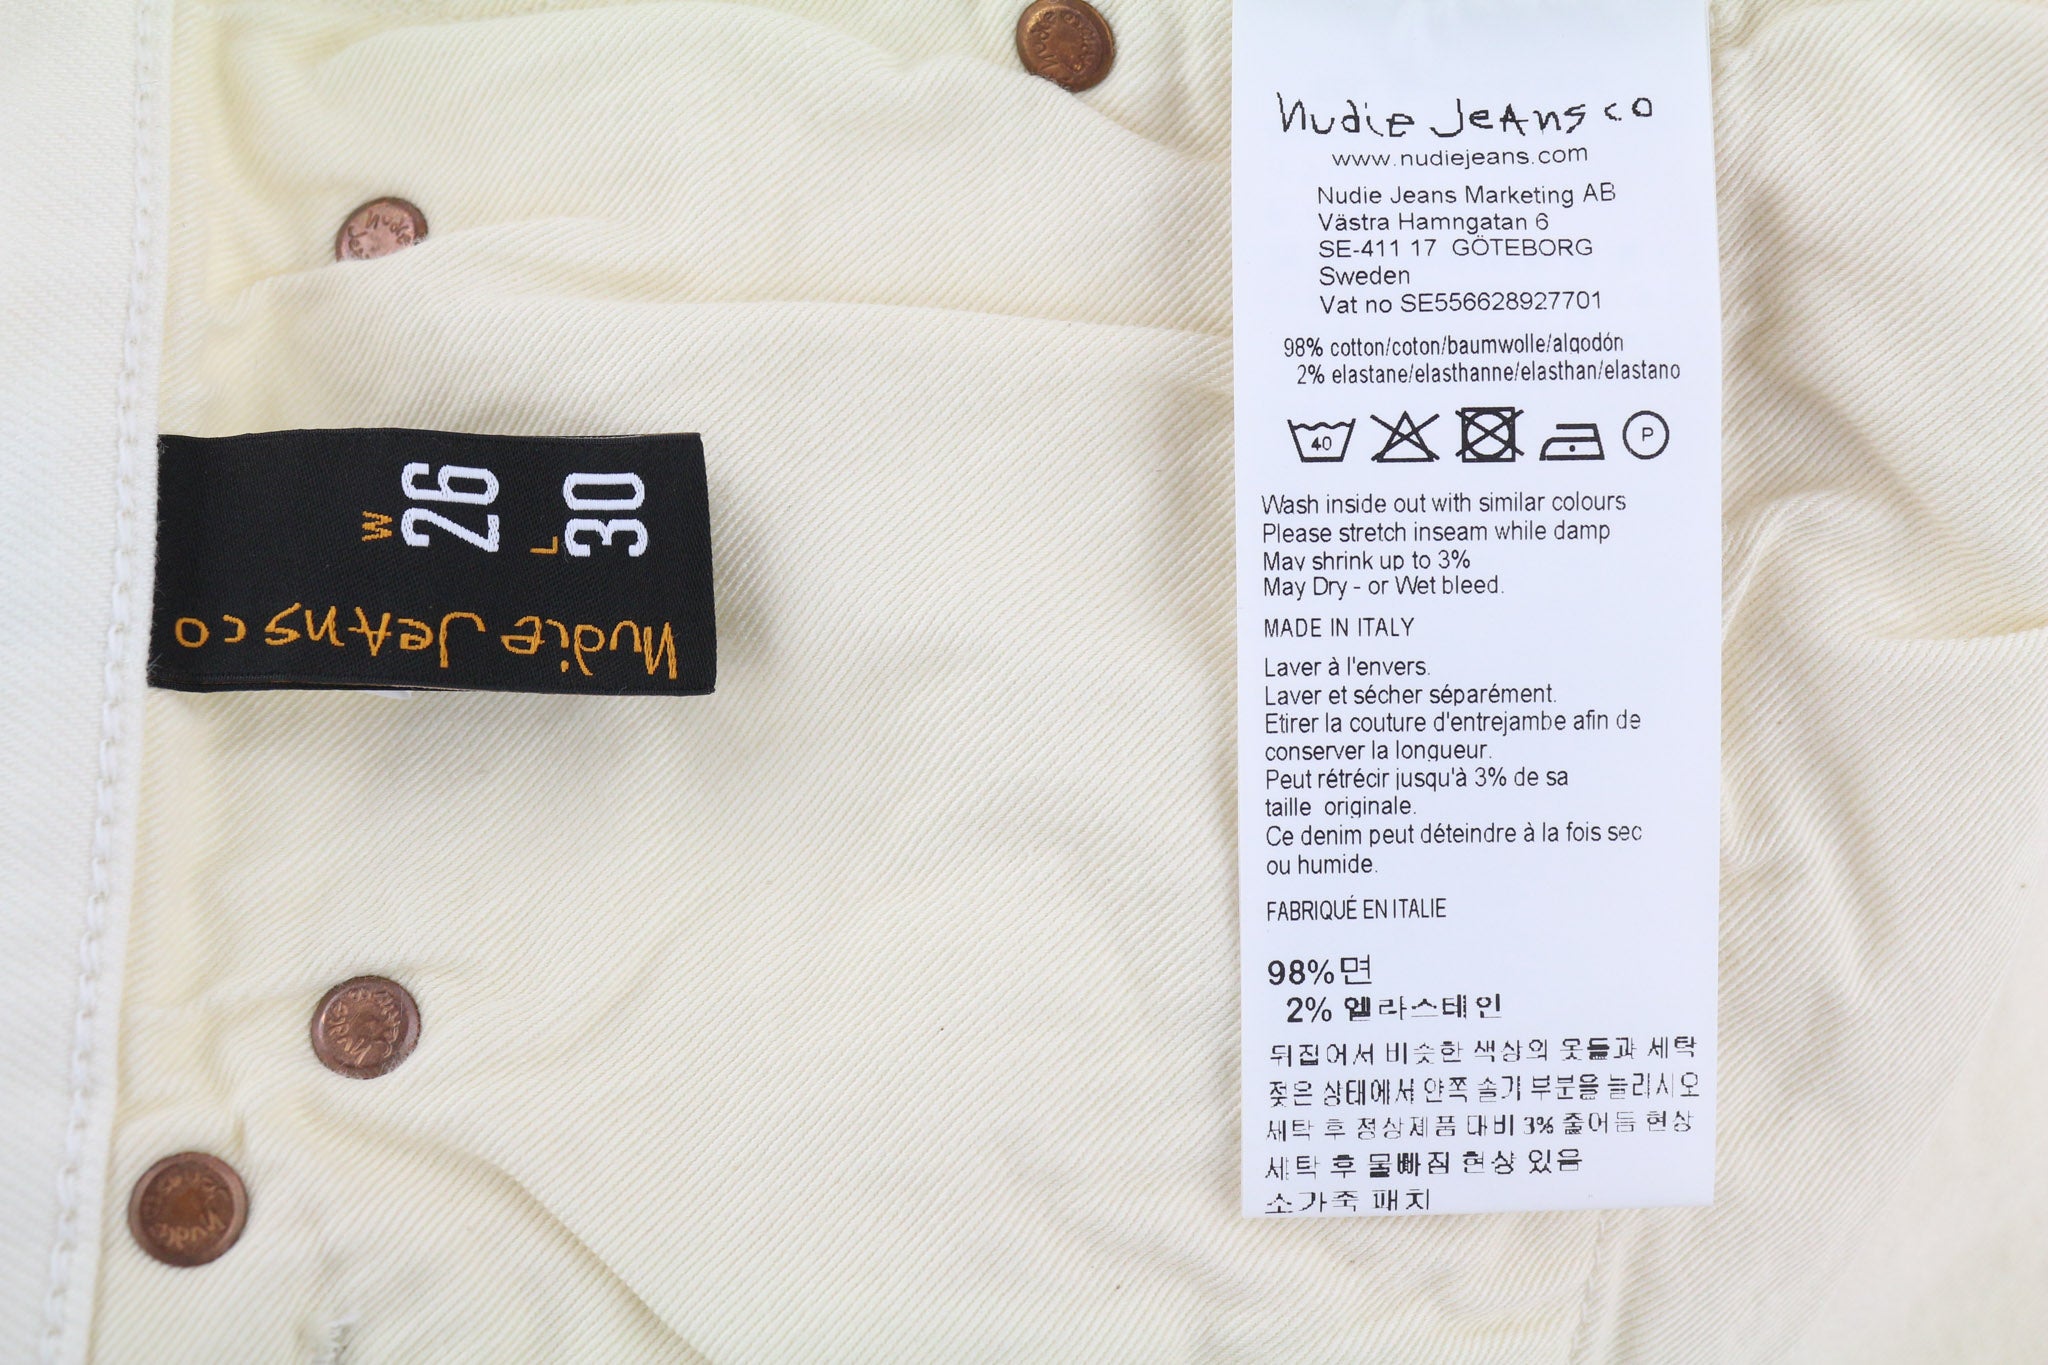 W
26
L
30
Nudie Jeans co
Nudie Jeans co
www.nudiejeans.com
Nudie Jeans Marketing AB
Västra Hamngatan 6
SE-411 17 GÖTEBORG
Sweden
Vat no SE556628927701
98% cotton/coton/baumwolle/algodón
2% elastane/elasthanne/elasthan/elastano
40
P
Wash inside out with similar colours
Please stretch inseam while damp
May shrink up to 3%
May Dry - or Wet bleed.
MADE IN ITALY
Laver à l'envers.
Laver et sécher séparément.
Etirer la couture d'entrejambe afin de
conserver la longueur.
Peut rétrécir jusqu'à 3% de sa
taille originale.
Ce denim peut déteindre à la fois sec
ou humide.
FABRIQUÉ EN ITALIE
98% 면
2% 엘라스테인
뒤집어서 비슷한 색상의 옷들과 세탁
젖은 상태에서 안쪽 솔기 부분을 늘리시오
세탁 후 정상제품 대비 3% 줄어듬 현상
세탁 후 물빠짐 현상 있음
소가죽 패치